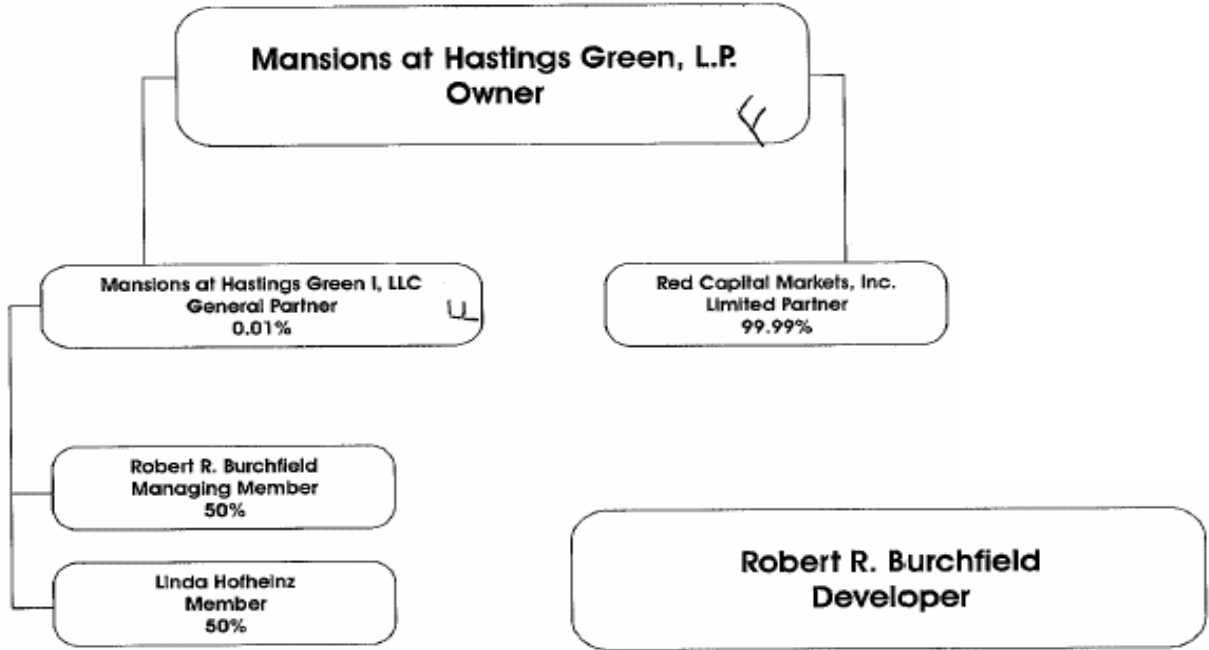 Mansions at Hastings Green, L.P.
Owner
F
Mansions at Hastings Green I, LLC
General Partner
0.01%
F
Red Capital Markets, Inc.
Limited Partner
99.99%
Robert R. Burchfield
Managing Member
50%
Linda Hofheinz
Member
50%
Robert R. Burchfield
Developer